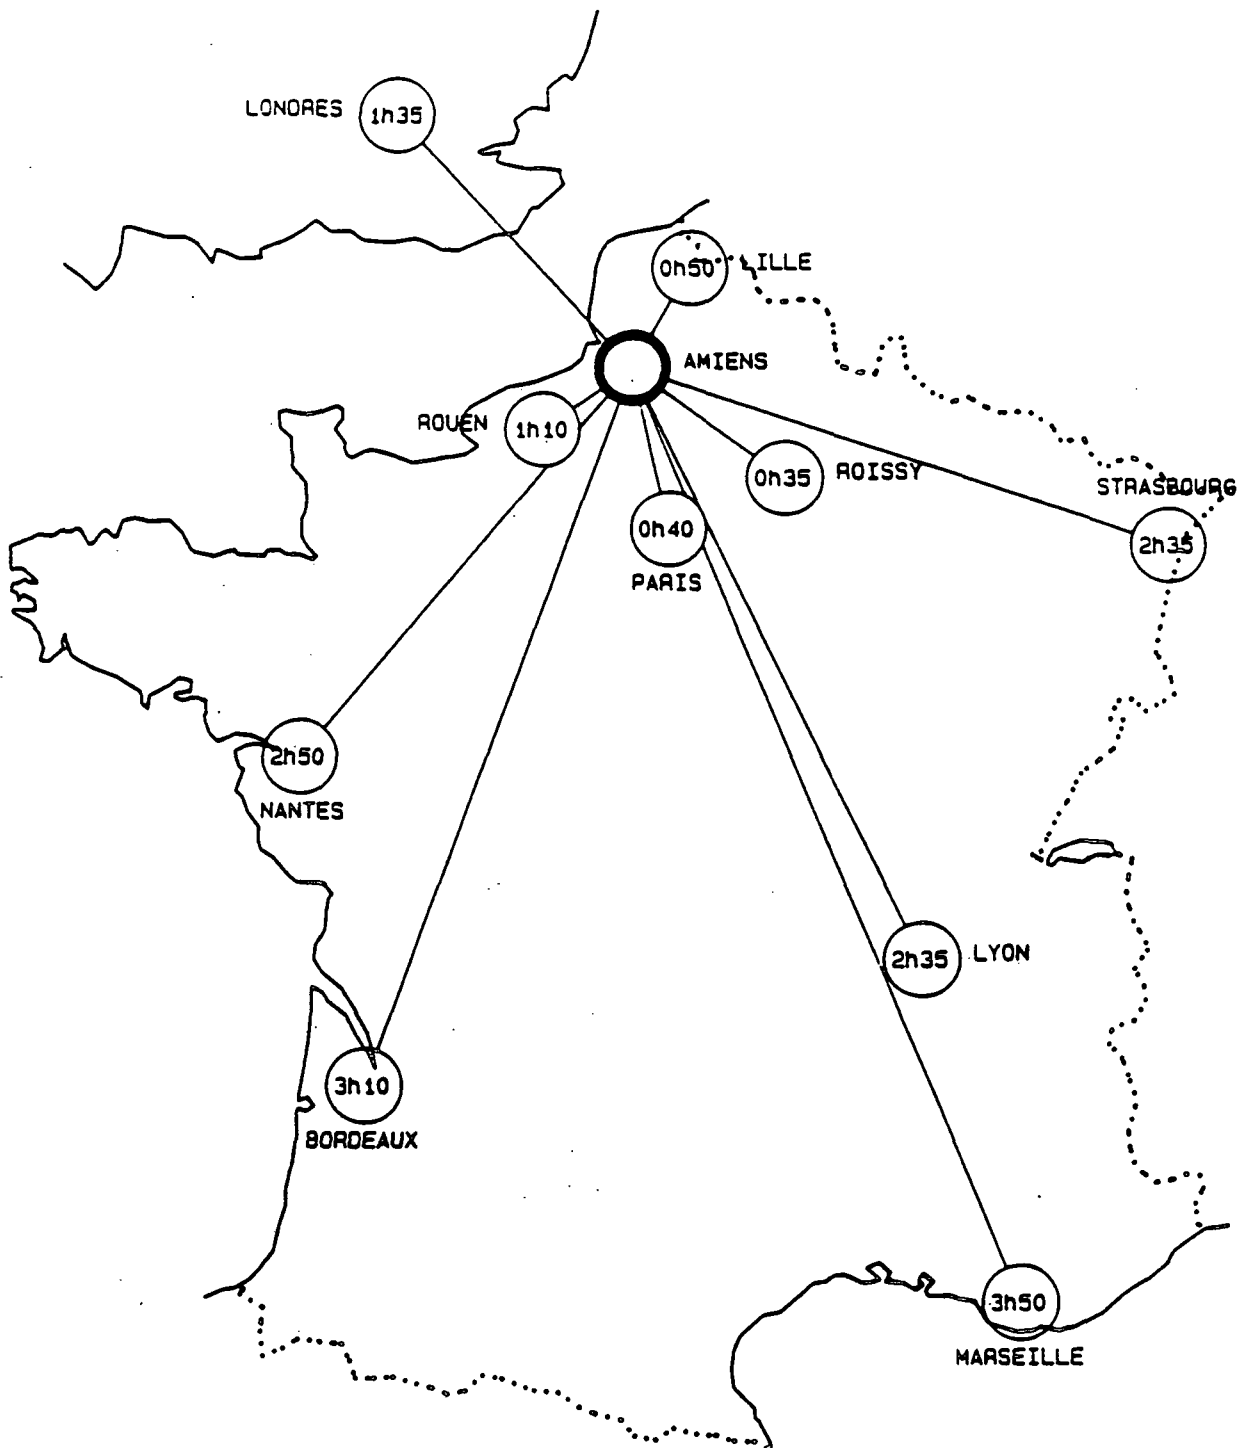 LONDRES 1h35
0h50 LILLE
AMIENS
ROUEN 1h10
0h35 ROISSY
STRASBOURG
2h35
0h40
PARIS
2h50
NANTES
2h35 LYON
3h10
BORDEAUX
3h50
MARSEILLE